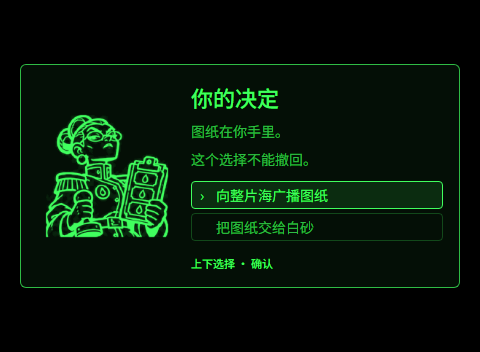 你的决定
图纸在你手里。
这个选择不能撤回。
› 向整片海广播图纸
把图纸交给白砂
上下选择 · 确认